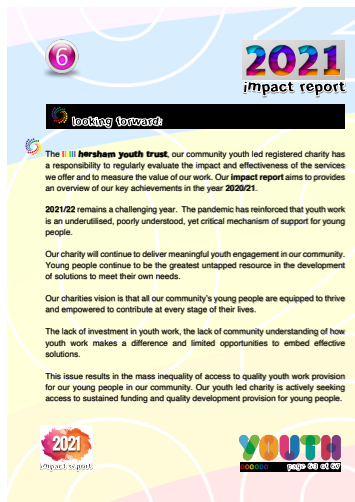 6
2021
impact report
looking forward:
The horsham youth trust, our community youth led registered charity has
a responsibility to regularly evaluate the impact and effectiveness of the services
we offer and to measure the value of our work. Our impact report aims to provides
an overview of our key achievements in the year 2020/21.
2021/22 remains a challenging year. The pandemic has reinforced that youth work
is an underutilised, poorly understood, yet critical mechanism of support for young
people.
Our charity will continue to deliver meaningful youth engagement in our community.
Young people continue to be the greatest untapped resource in the development
of solutions to meet their own needs.
Our charities vision is that all our community's young people are equipped to thrive
and empowered to contribute at every stage of their lives.
The lack of investment in youth work, the lack of community understanding of how
youth work makes a difference and limited opportunities to embed effective
solutions.
This issue results in the mass inequality of access to quality youth work provision
for our young people in our community. Our youth led charity is actively seeking
access to sustained funding and quality development provision for young people.
2021
impact report
YOUTH
page 63 of 67